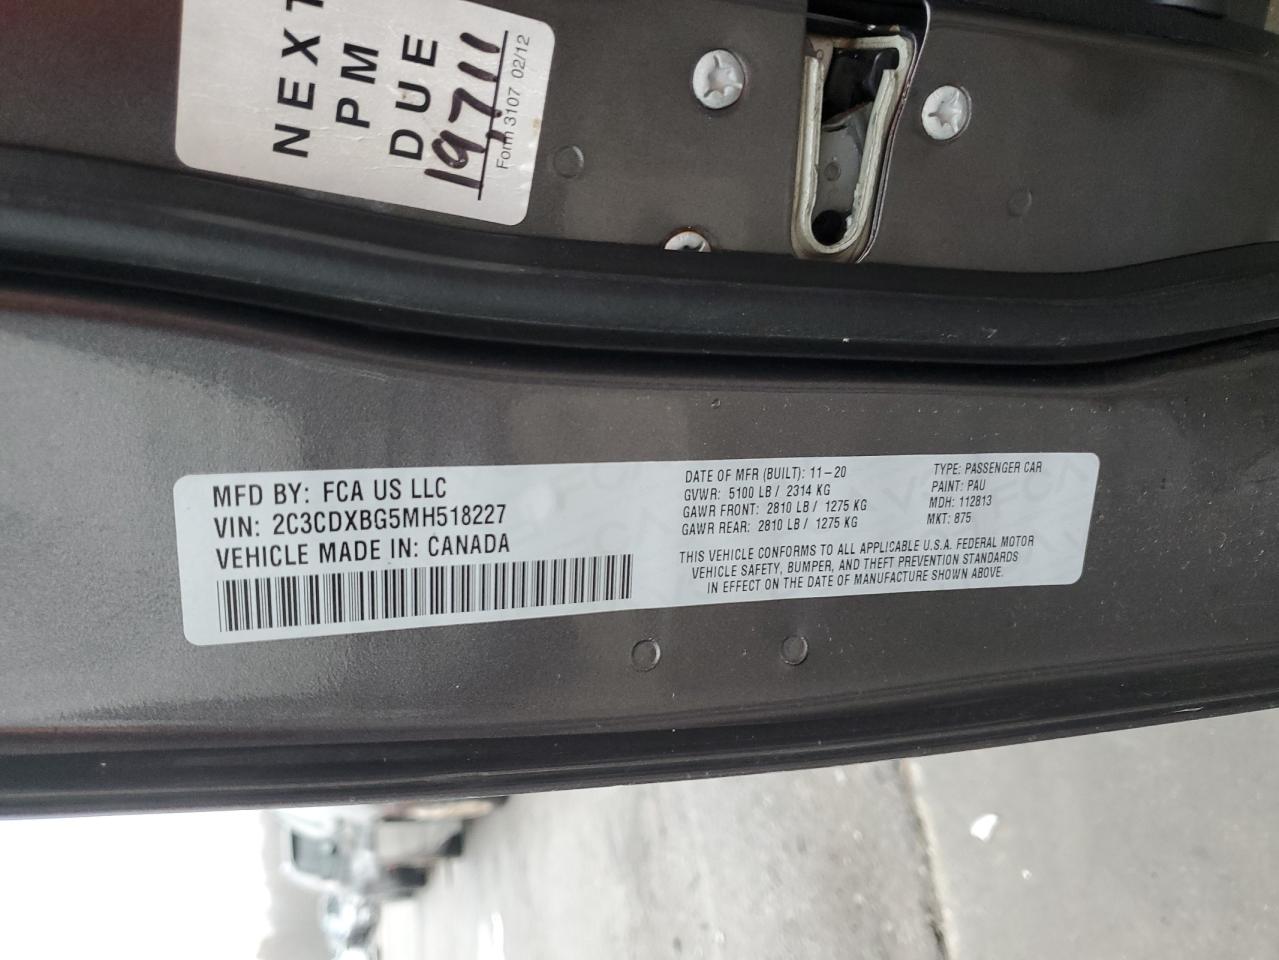 NEXT
PM
DUE
19711
Form 3107 02/12
MFD BY: FCA US LLC
VIN: 2C3CDXBG5MH518227
VEHICLE MADE IN: CANADA
DATE OF MFR (BUILT): 11-20
GVWR: 5100 LB / 2314 KG
GAWR FRONT: 2810 LB / 1275 KG
GAWR REAR: 2810 LB / 1275 KG
TYPE: PASSENGER CAR
PAINT: PAU
MDH: 112813
MKT: 875
THIS VEHICLE CONFORMS TO ALL APPLICABLE U.S.A. FEDERAL MOTOR
VEHICLE SAFETY, BUMPER, AND THEFT PREVENTION STANDARDS
IN EFFECT ON THE DATE OF MANUFACTURE SHOWN ABOVE.